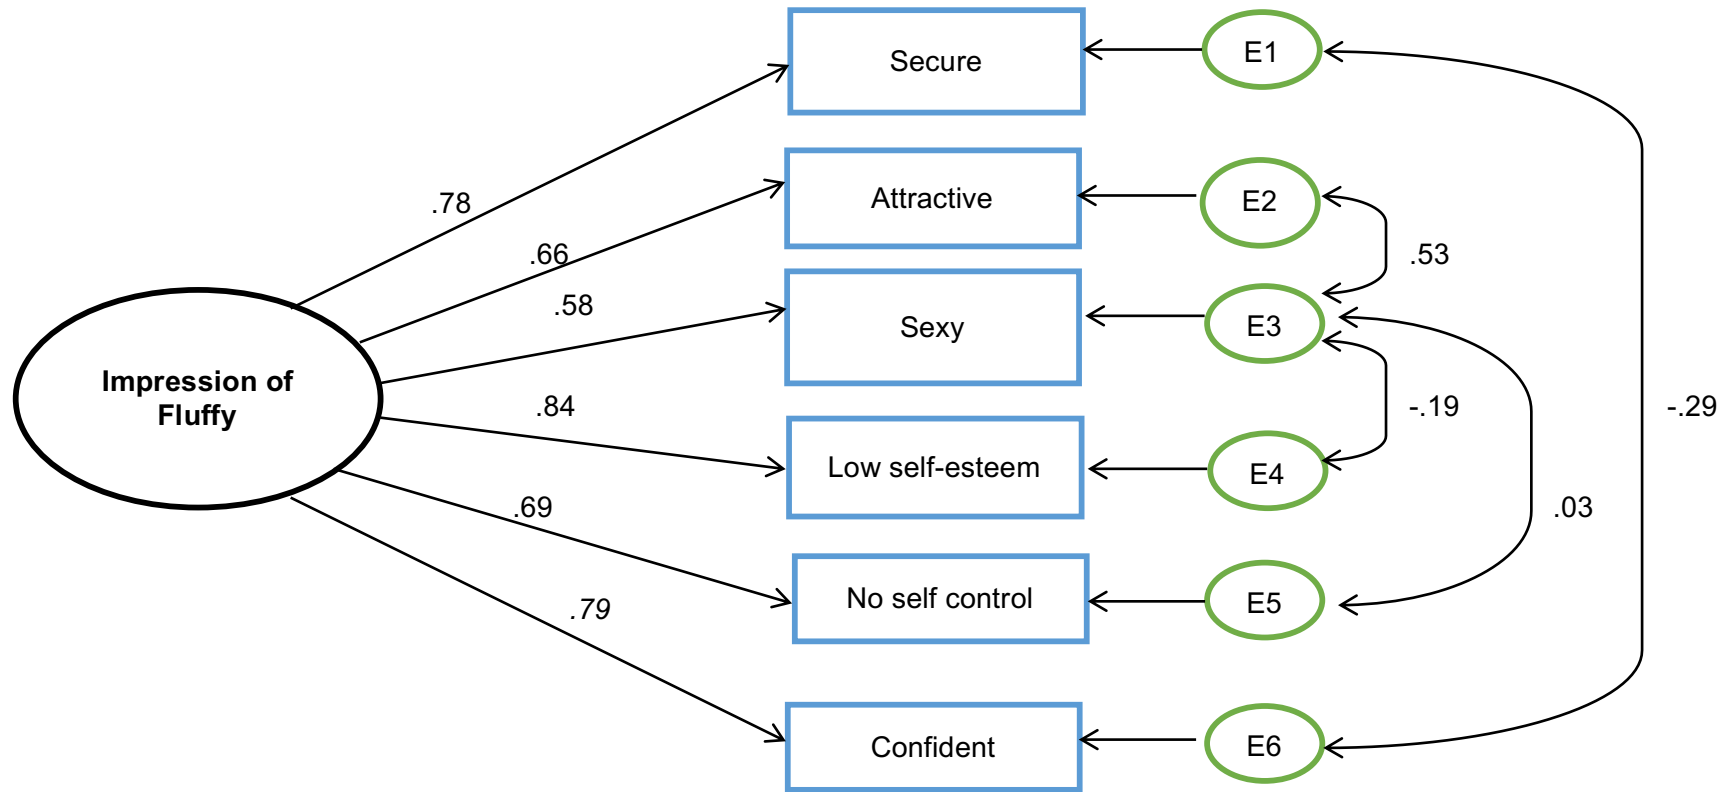 Secure
E1
.78
Attractive
E2
.66
.53
.58
Sexy
E3
Impression of
Fluffy
.84
-.19
-.29
Low self-esteem
E4
.69
.03
No self control
E5
.79
Confident
E6